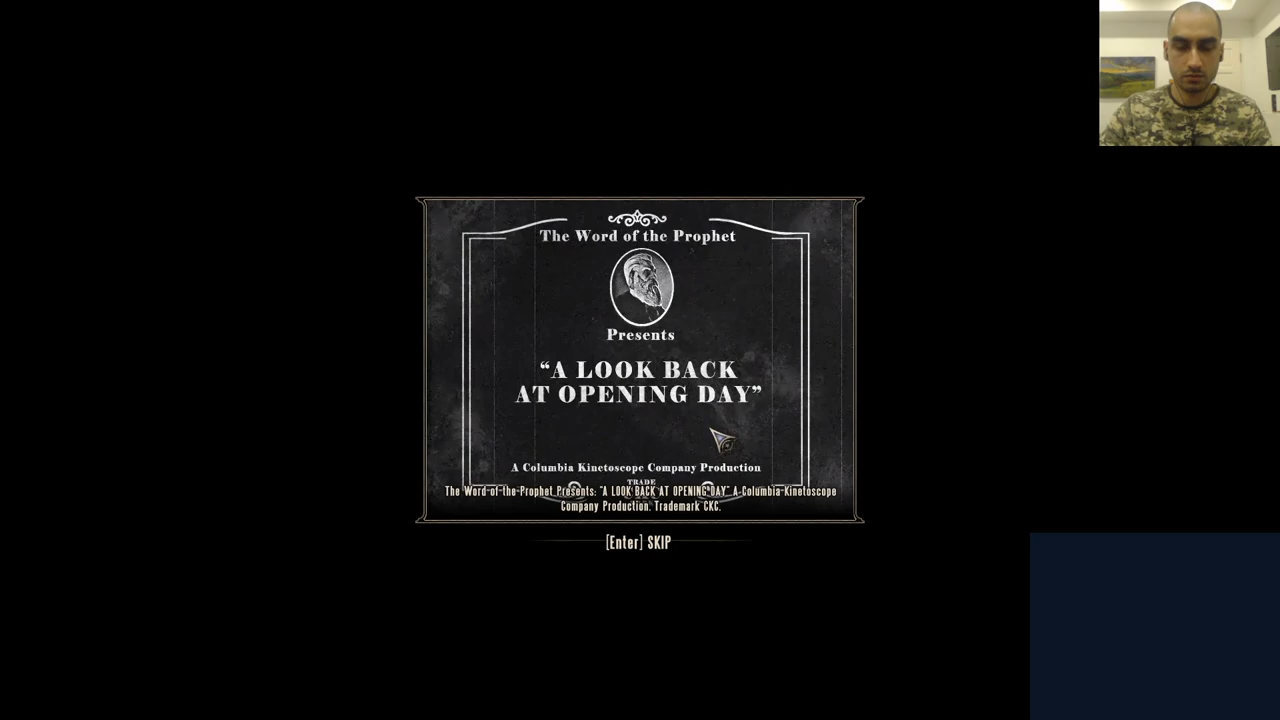 The Word of the Prophet
Presents
“A LOOK BACK
AT OPENING DAY”
A Columbia Kinetoscope Company Production
TRADE
The Word of the Prophet Presents: "A LOOK BACK AT OPENING DAY" A Columbia Kinetoscope
Company Production. Trademark CKC.
[Enter] SKIP